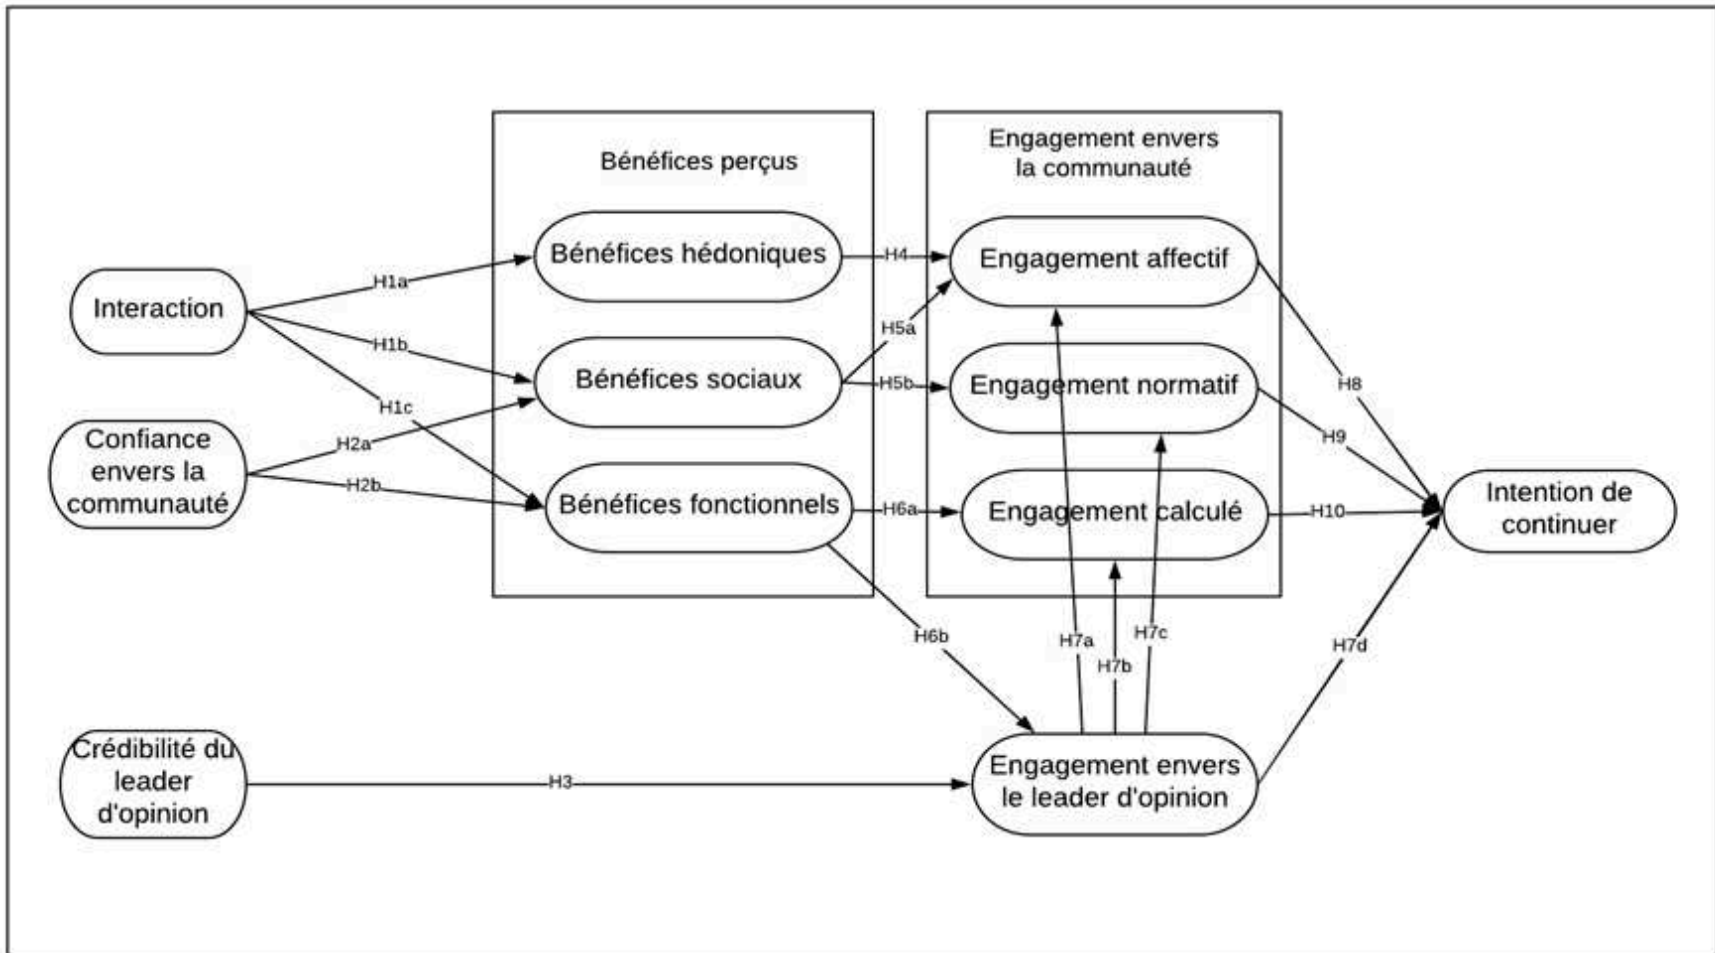 Bénéfices perçus
Engagement envers
la communauté
Bénéfices hédoniques
H4
Engagement affectif
Interaction
H1a
H1b
H1c
Bénéfices sociaux
H5a
H5b
Engagement normatif
H8
H9
Confiance
envers la
communauté
H2a
H2b
Bénéfices fonctionnels
H6a
Engagement calculé
H10
Intention de
continuer
H6b
H7a
H7b
H7c
H7d
Crédibilité du
leader
d'opinion
H3
Engagement envers
le leader d'opinion